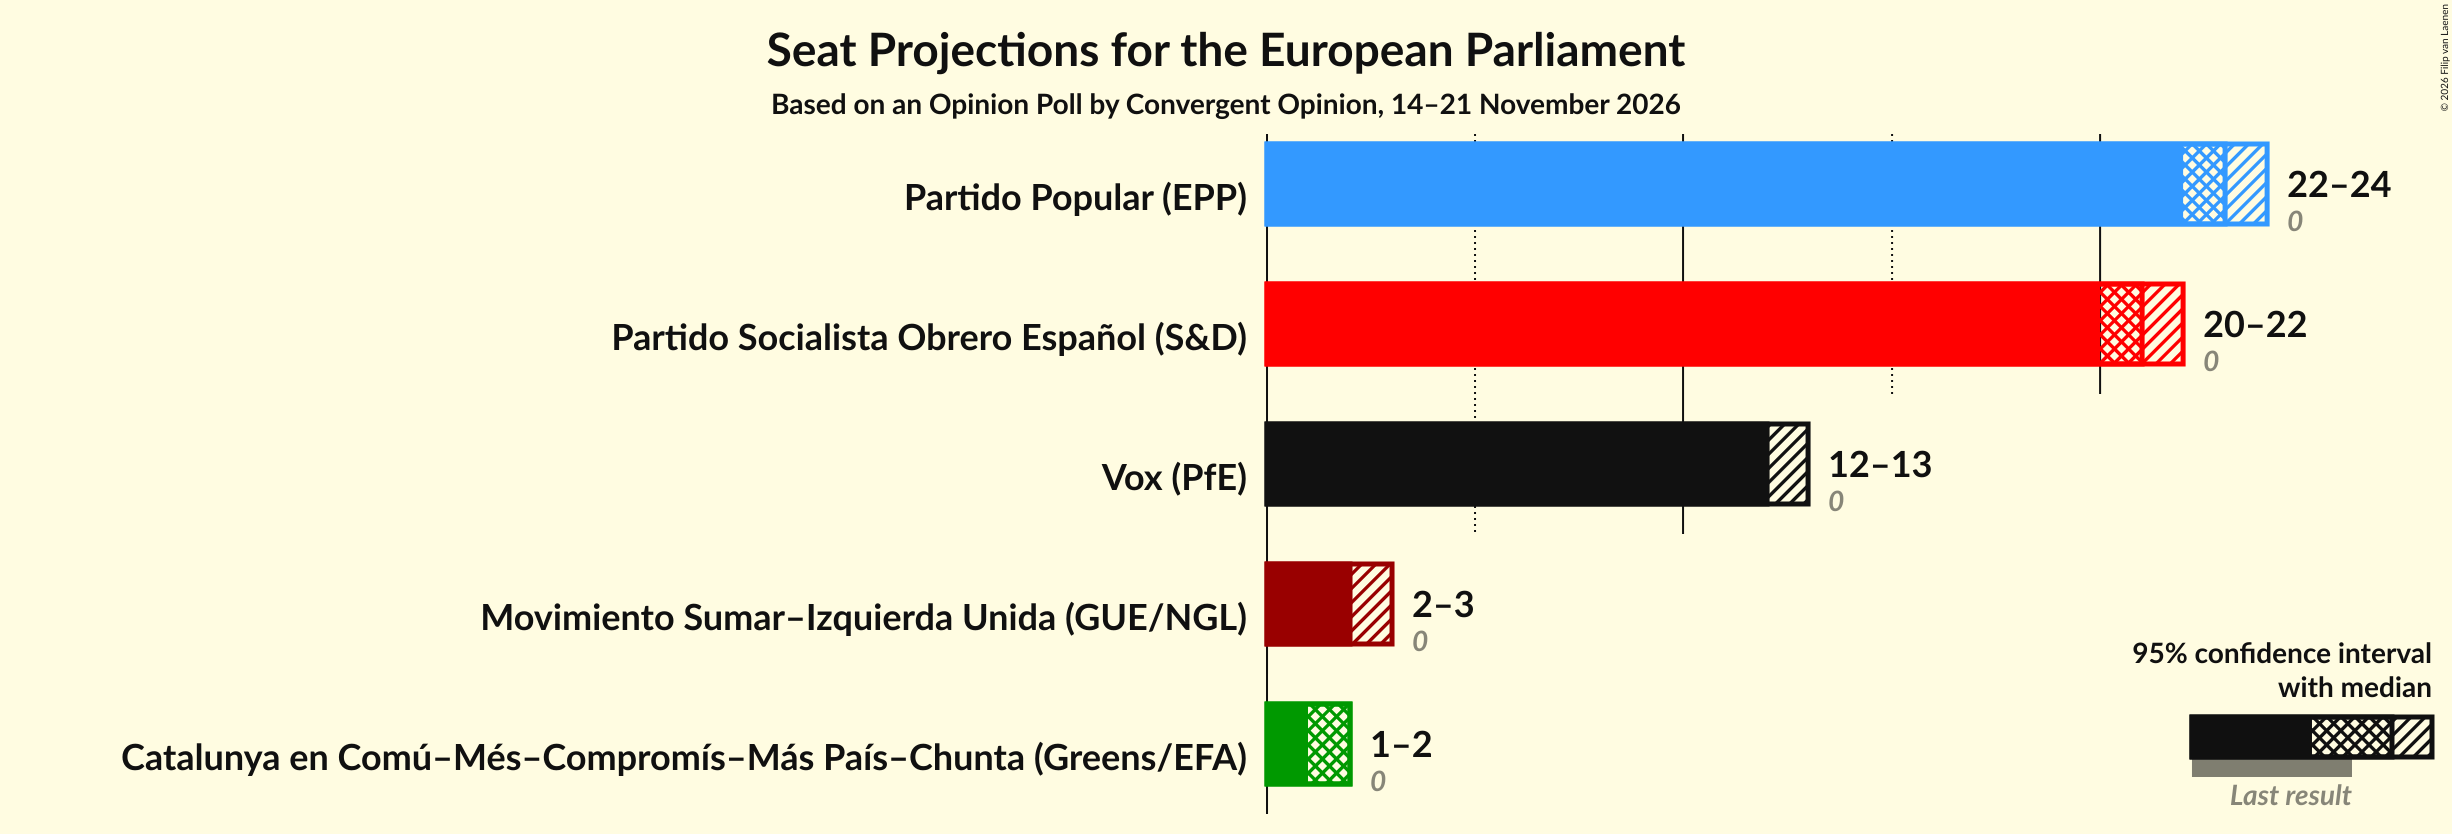 Seat Projections for the European Parliament
Based on an Opinion Poll by Convergent Opinion, 14–21 November 2026
© 2026 Filip van Laenen
Partido Popular (EPP)
22–24
0
Partido Socialista Obrero Español (S&D)
20–22
0
Vox (PfE)
12–13
0
Movimiento Sumar–Izquierda Unida (GUE/NGL)
2–3
0
Catalunya en Comú–Més–Compromís–Más País–Chunta (Greens/EFA)
1–2
0
95% confidence interval
with median
Last result